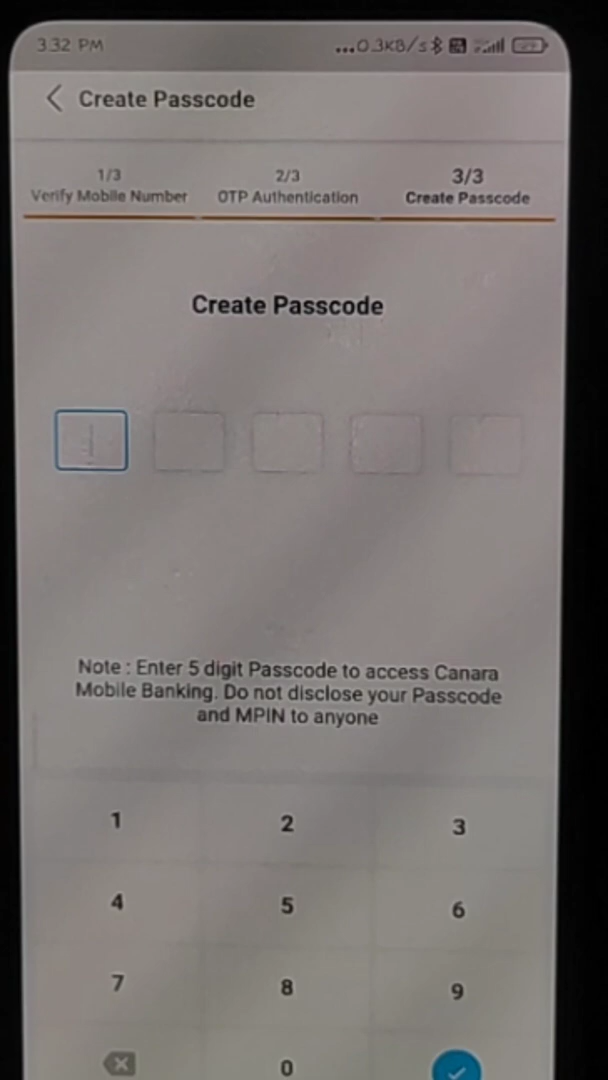 3:32 PM ...0.3KB/s
Create Passcode
1/3 2/3 3/3
Verify Mobile Number OTP Authentication Create Passcode
Create Passcode
Note : Enter 5 digit Passcode to access Canara
Mobile Banking. Do not disclose your Passcode
and MPIN to anyone
1 2 3
4 5 6
7 8 9
0